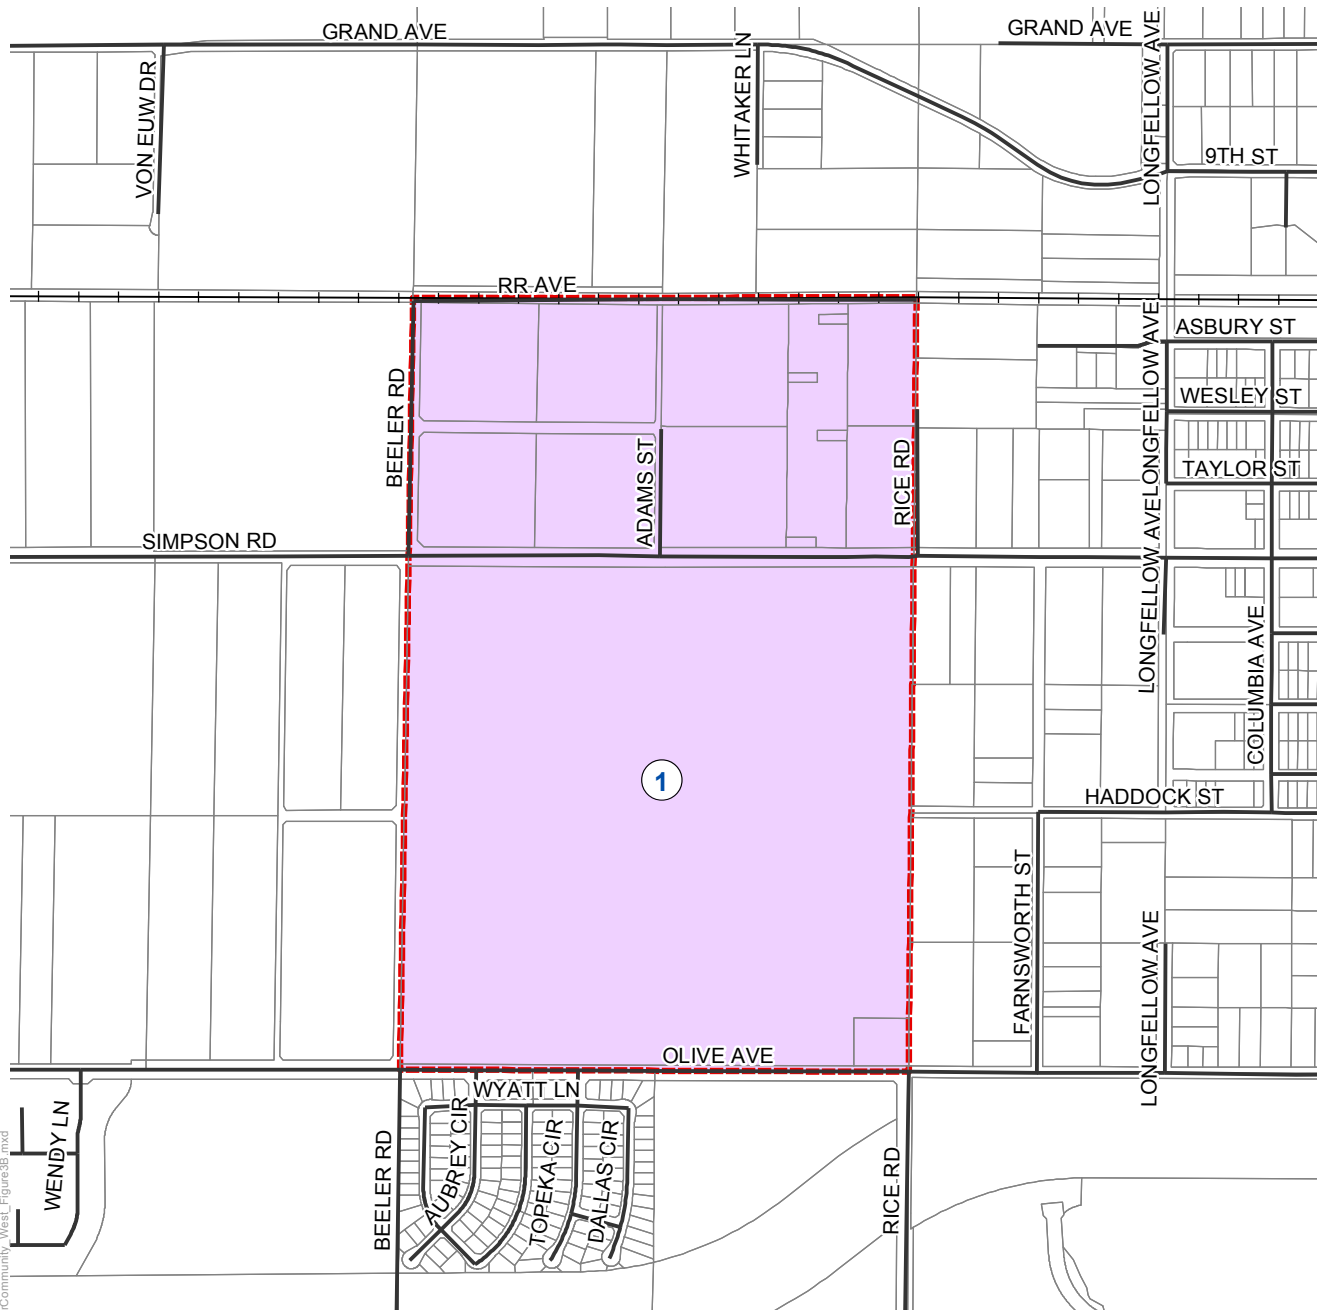 GRAND AVE
GRAND AVE
VON EUW DR
WHITAKER LN
LONGFELLOW AVE
9TH ST
RR AVE
ASBURY ST
BEELER RD
LONGFELLOW AVE
WESLEY ST
ADAMS ST
RICE RD
TAYLOR ST
SIMPSON RD
LONGFELLOW AVE
COLUMBIA AVE
1
HADDOCK ST
FARNSWORTH ST
LONGFELLOW AVE
OLIVE AVE
WYATT LN
WENDY LN
BEELER RD
AUBREY CIR
TOPEKA CIR
DALLAS CIR
RICE RD
rCommunity_West_Figure3B.mxd